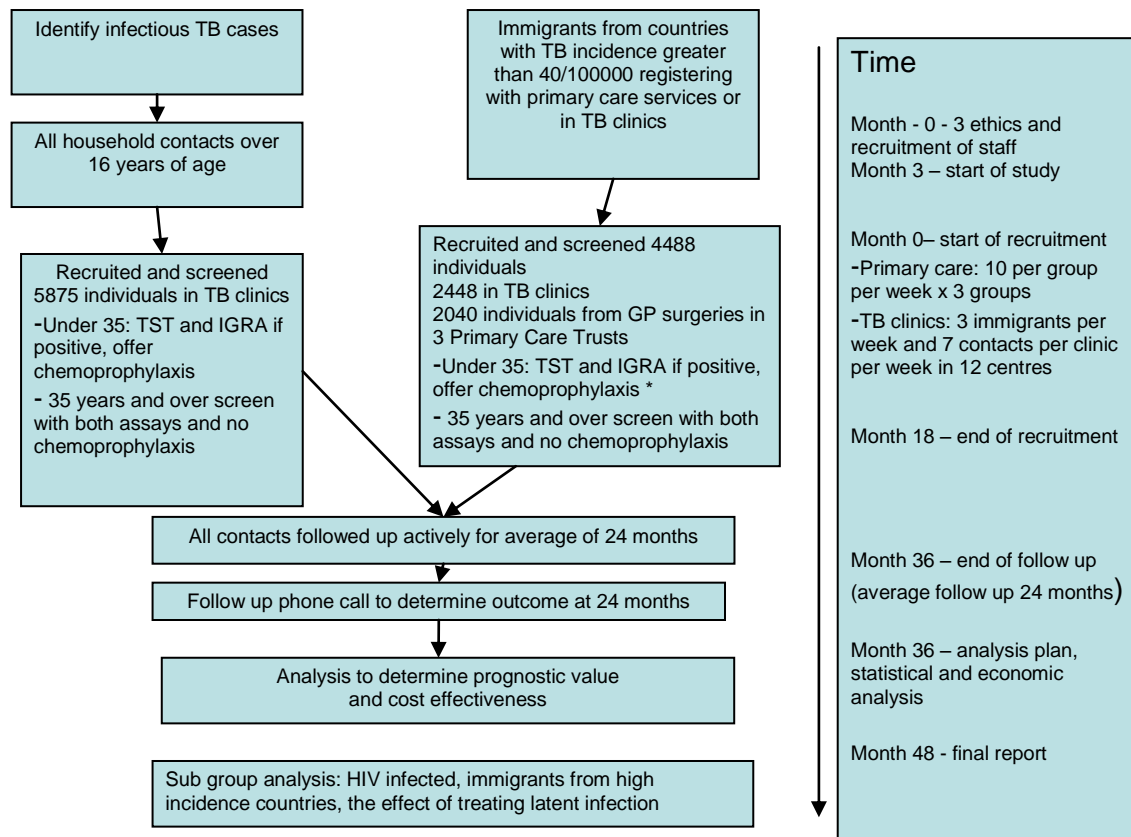 Identify infectious TB cases
All household contacts over
16 years of age
Recruited and screened
5875 individuals in TB clinics
-Under 35: TST and IGRA if
positive, offer
chemoprophylaxis
- 35 years and over screen
with both assays and no
chemoprophylaxis
Immigrants from countries
with TB incidence greater
than 40/100000 registering
with primary care services or
in TB clinics
Recruited and screened 4488
individuals
2448 in TB clinics
2040 individuals from GP surgeries in
3 Primary Care Trusts
-Under 35: TST and IGRA if positive,
offer chemoprophylaxis *
- 35 years and over screen with both
assays and no chemoprophylaxis
All contacts followed up actively for average of 24 months
Follow up phone call to determine outcome at 24 months
Analysis to determine prognostic value
and cost effectiveness
Sub group analysis: HIV infected, immigrants from high
incidence countries, the effect of treating latent infection
Time
Month - 0 - 3 ethics and
recruitment of staff
Month 3 – start of study
Month 0– start of recruitment
-Primary care: 10 per group
per week x 3 groups
-TB clinics: 3 immigrants per
week and 7 contacts per clinic
per week in 12 centres
Month 18 – end of recruitment
Month 36 – end of follow up
(average follow up 24 months)
Month 36 – analysis plan,
statistical and economic
analysis
Month 48 - final report